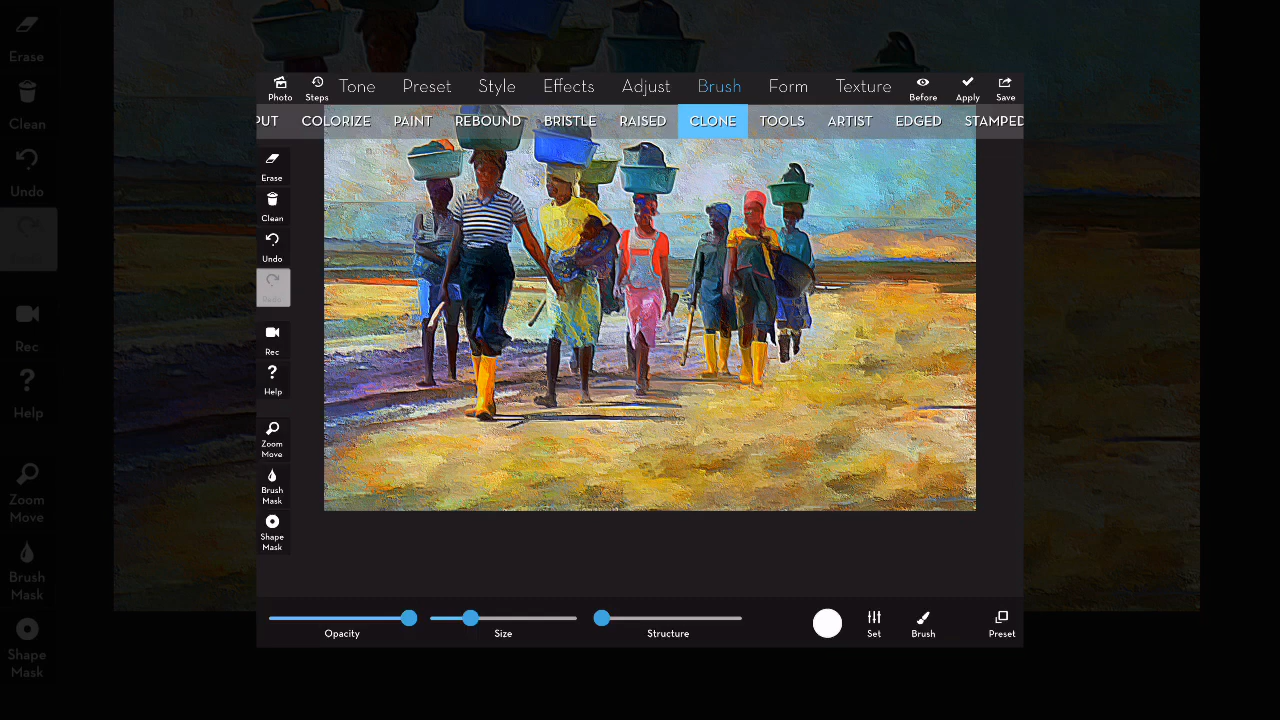 Photo
Steps
Tone
Preset
Style
Effects
Adjust
Brush
Form
Texture
Before
Apply
Save
PUT
COLORIZE
PAINT
REBOUND
BRISTLE
RAISED
CLONE
TOOLS
ARTIST
EDGED
STAMPED
Erase
Clean
Undo
Redo
Rec
Help
Zoom
Move
Brush
Mask
Shape
Mask
Opacity
Size
Structure
Set
Brush
Preset
Erase
Clean
Undo
Rec
Help
Zoom
Move
Brush
Mask
Shape
Mask